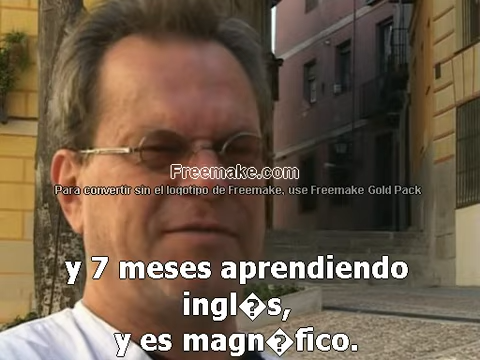 Freemake.com
Para convertir sin el logotipo de Freemake, use Freemake Gold Pack
y 7 meses aprendiendo
ingl�s,
y es magn�fico.